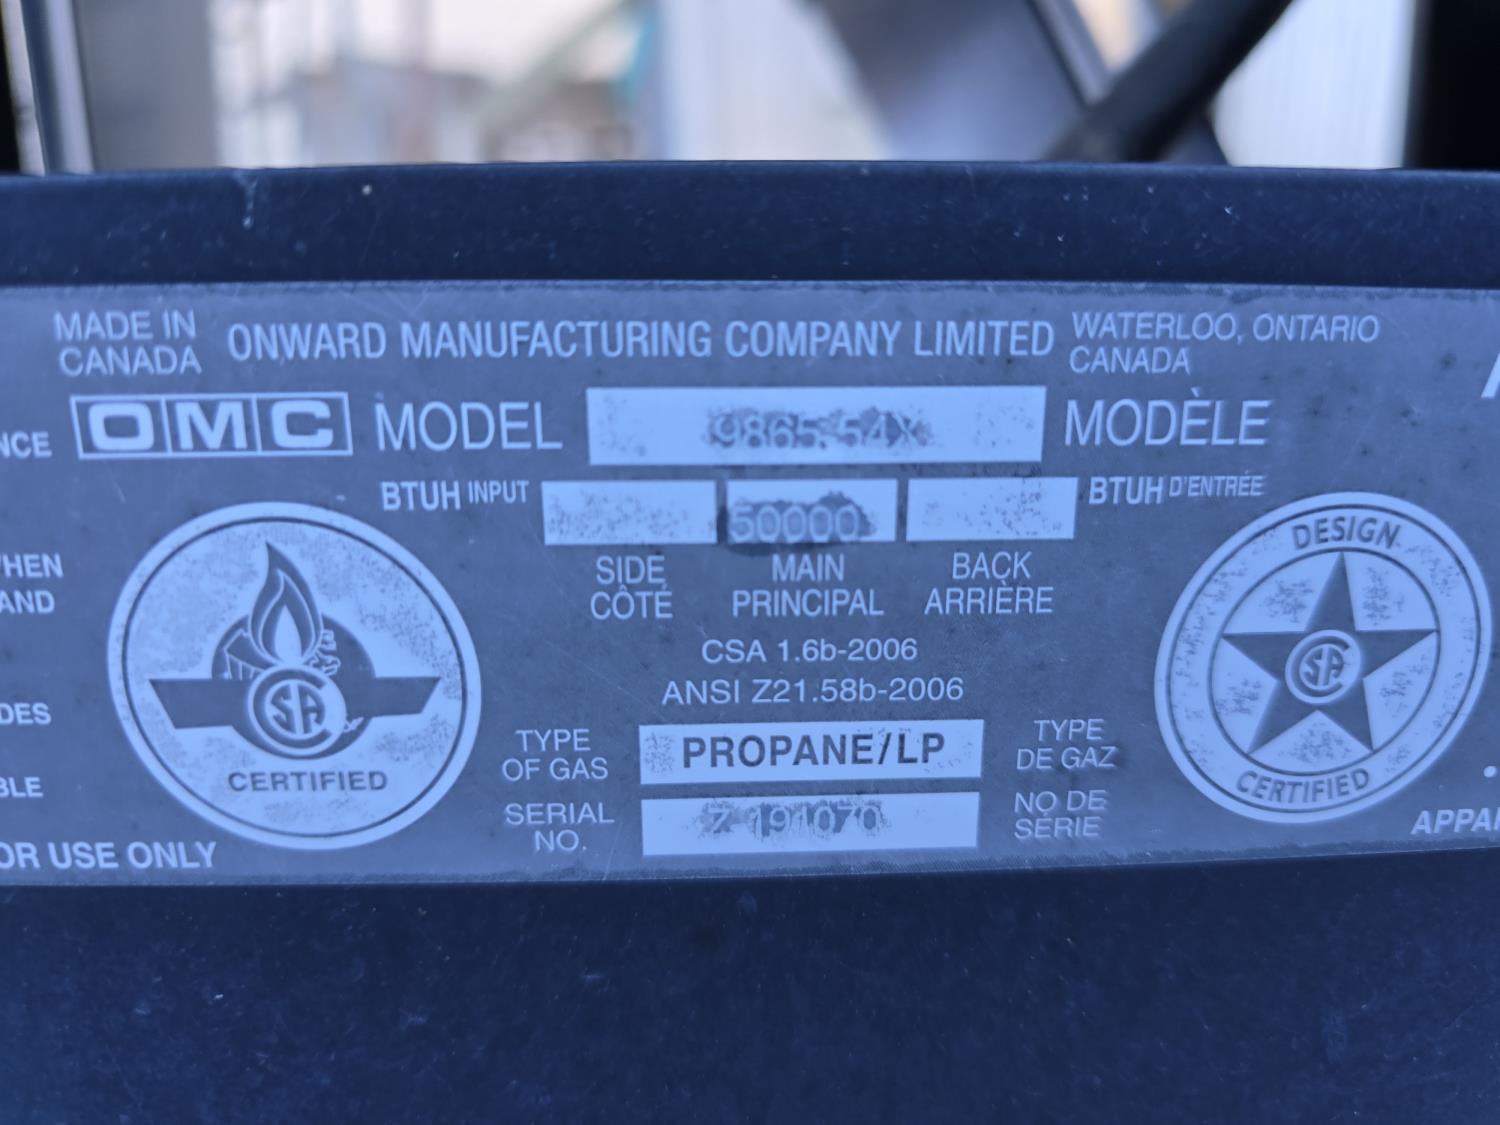 MADE IN
CANADA
ONWARD MANUFACTURING COMPANY LIMITED
WATERLOO, ONTARIO
CANADA
NCE
OMC
MODEL
9865-54X
MODÈLE
BTUH INPUT
50000
BTUH D'ENTRÉE
SIDE
CÔTÉ
MAIN
PRINCIPAL
BACK
ARRIÈRE
HEN
AND
CSA 1.6b-2006
ANSI Z21.58b-2006
CSA
CERTIFIED
DESIGN
CSA
CERTIFIED
DES
BLE
TYPE
OF GAS
PROPANE/LP
TYPE
DE GAZ
SERIAL
NO.
Z 191070
NO DE
SÉRIE
OR USE ONLY
APPA